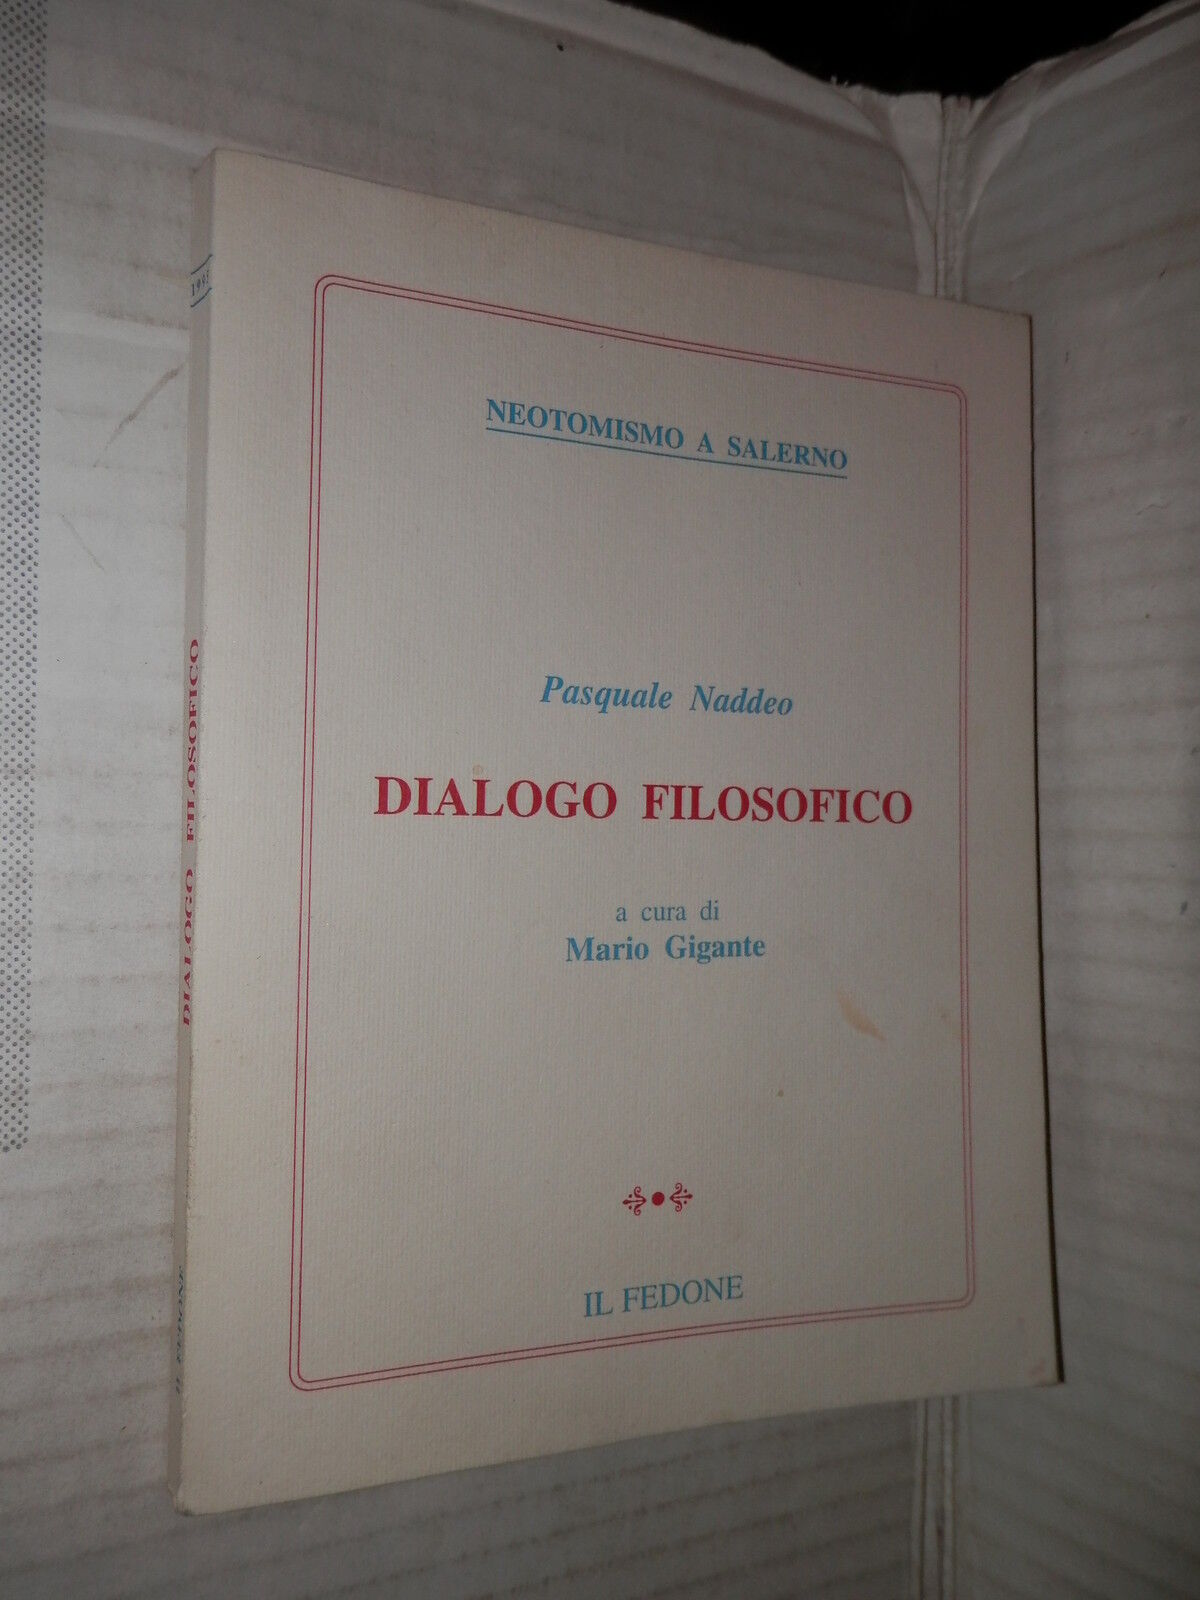 NEOTOMISMO A SALERNO
Pasquale Naddeo
DIALOGO FILOSOFICO
a cura di
Mario Gigante
IL FEDONE
DIALOGO FILOSOFICO
IL FEDONE